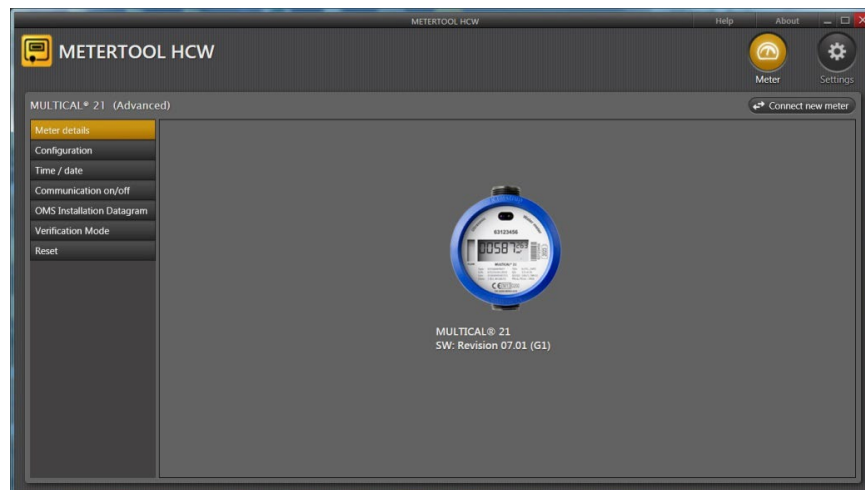 METERTOOL HCW
Help
About
METERTOOL HCW
Meter
Settings
MULTICAL® 21 (Advanced)
Connect new meter
Meter details
Configuration
Time / date
Communication on/off
OMS Installation Datagram
Verification Mode
Reset
63123456
00587
MULTICAL® 21
SW: Revision 07.01 (G1)